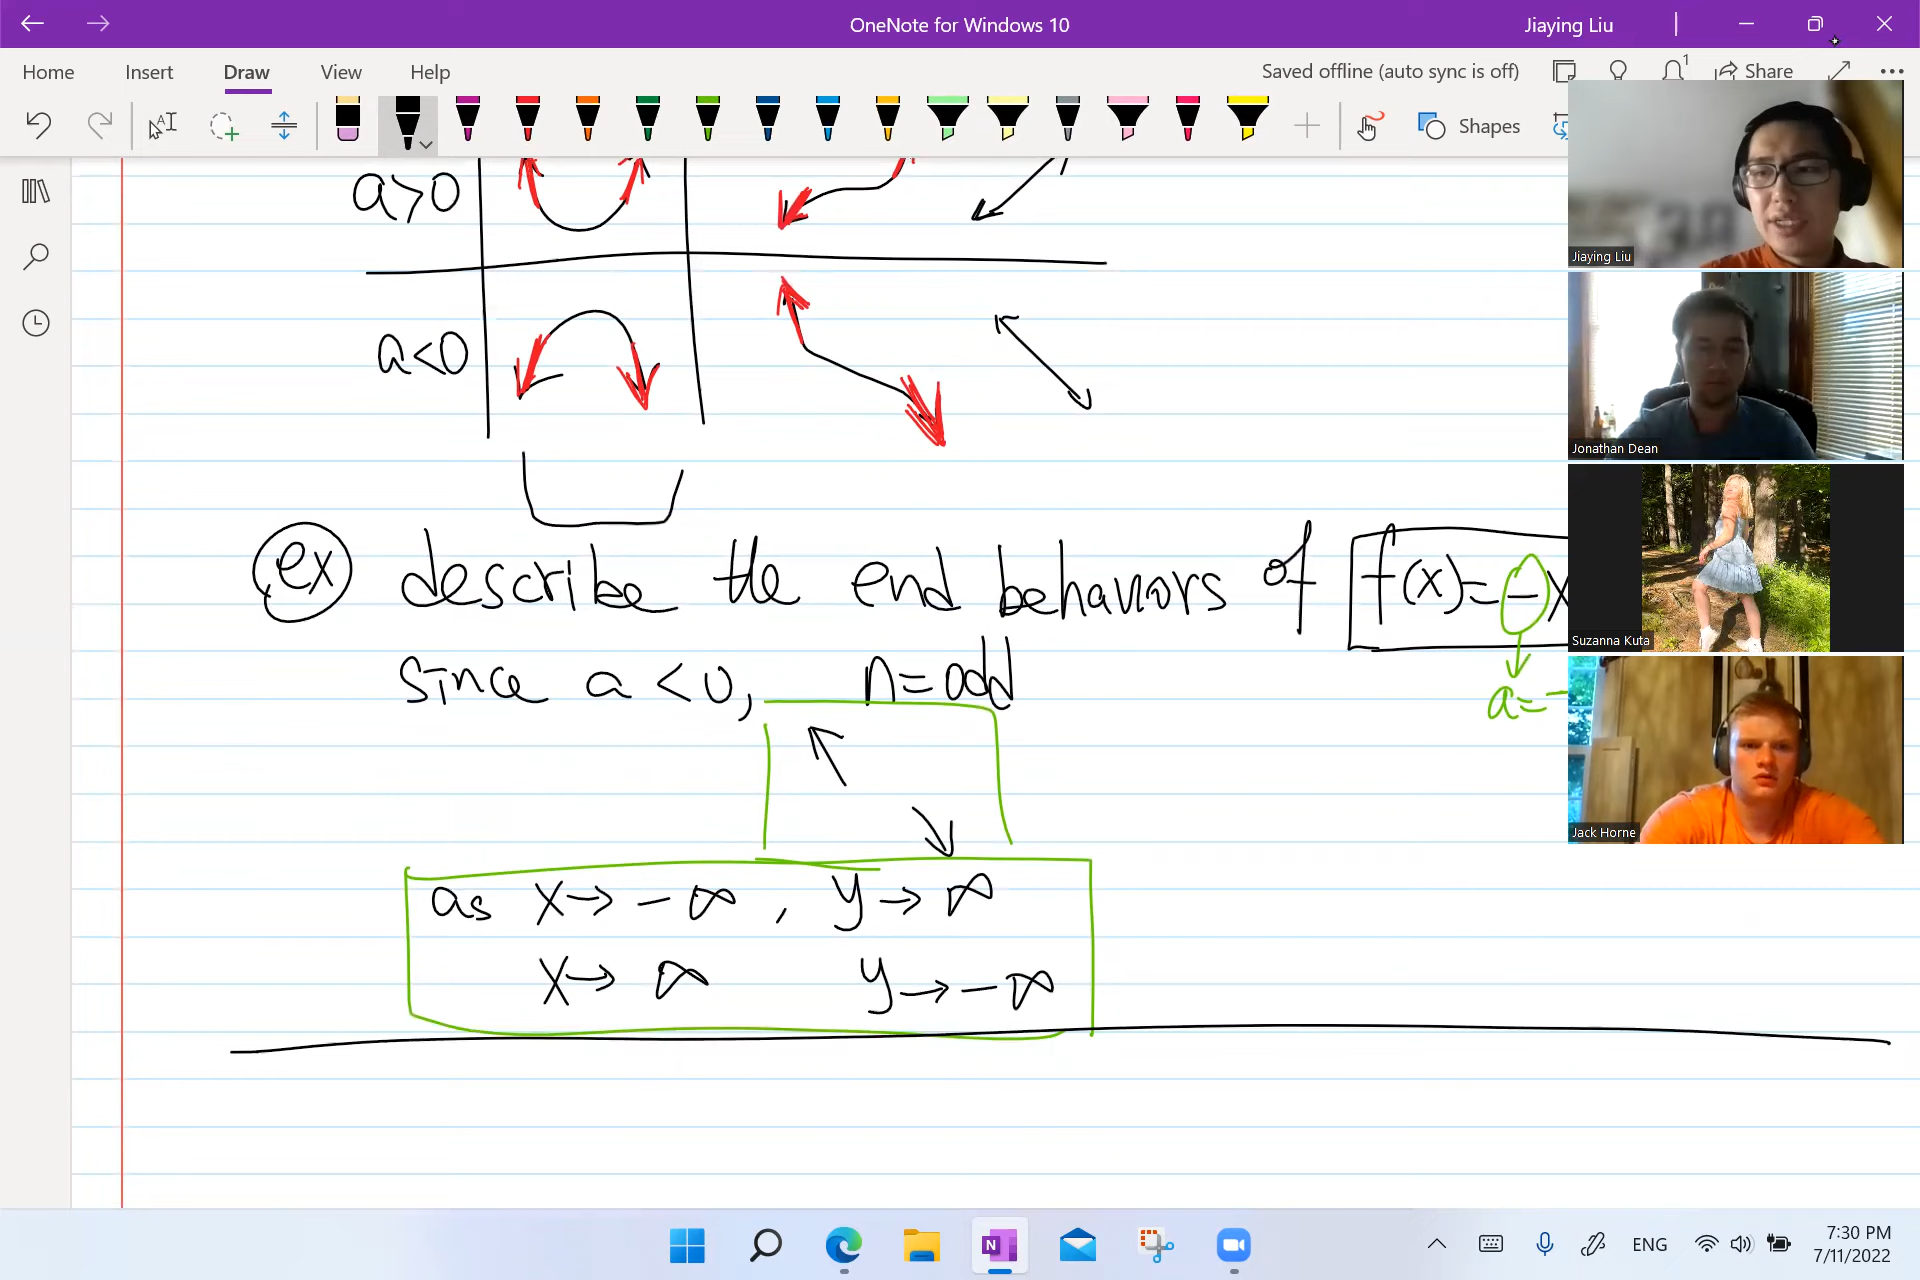 OneNote for Windows 10
Jiaying Liu
Home Insert Draw View Help
Saved offline (auto sync is off)
1
Share
Shapes
a>0
a<0
ex describe the end behaviors of f(x)=-x
since a<0, n=odd
a=-
as x→-∞, y→∞
x→∞ y→-∞
Jiaying Liu
Jonathan Dean
Suzanna Kuta
Jack Horne
N
ENG
7:30 PM
7/11/2022